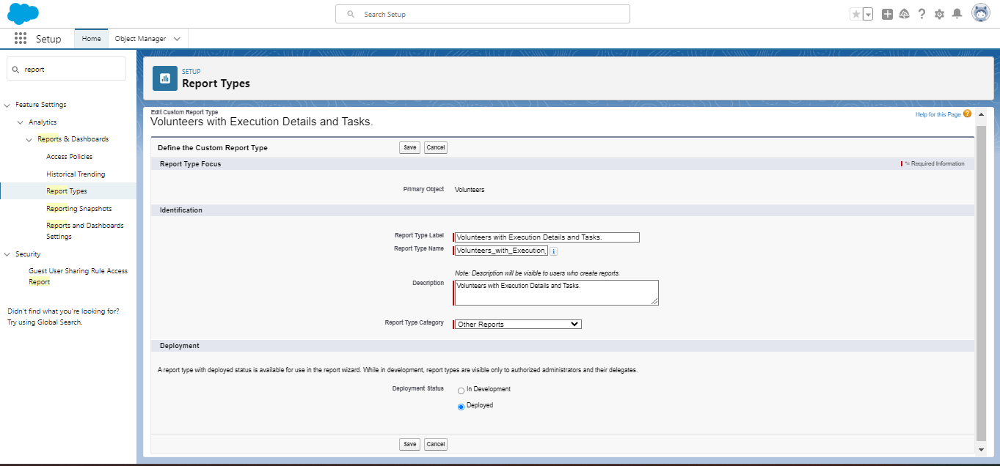 Search Setup
Setup
Home
Object Manager
report
Feature Settings
Analytics
Reports & Dashboards
Access Policies
Historical Trending
Report Types
Reporting Snapshots
Reports and Dashboards
Settings
Security
Guest User Sharing Rule Access
Report
Didn't find what you're looking for?
Try using Global Search.
SETUP
Report Types
Edit Custom Report Type
Volunteers with Execution Details and Tasks.
Help for this Page ?
Define the Custom Report Type
Save
Cancel
Report Type Focus
= Required Information
Primary Object Volunteers
Identification
Report Type Label Volunteers with Execution Details and Tasks.
Report Type Name Volunteers_with_Execution_ i
Note: Description will be visible to users who create reports.
Description Volunteers with Execution Details and Tasks.
Report Type Category Other Reports
Deployment
A report type with deployed status is available for use in the report wizard. While in development, report types are visible only to authorized administrators and their delegates.
Deployment Status In Development
Deployed
Save
Cancel